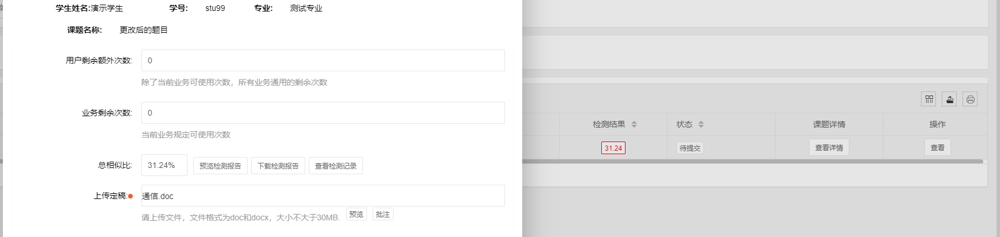 学生姓名:演示学生 学号: stu99 专业: 测试专业
课题名称: 更改后的题目
用户剩余额外次数: 0
除了当前业务可使用次数，所有业务通用的剩余次数
业务剩余次数: 0
当前业务规定可使用次数
检测结果 状态 课题详情 操作
31.24 待提交 查看详情 查看
总相似比: 31.24% 预览检测报告 下载检测报告 查看检测记录
上传定稿: 通信.doc
请上传文件，文件格式为doc和docx，大小不大于30MB. 预览 批注